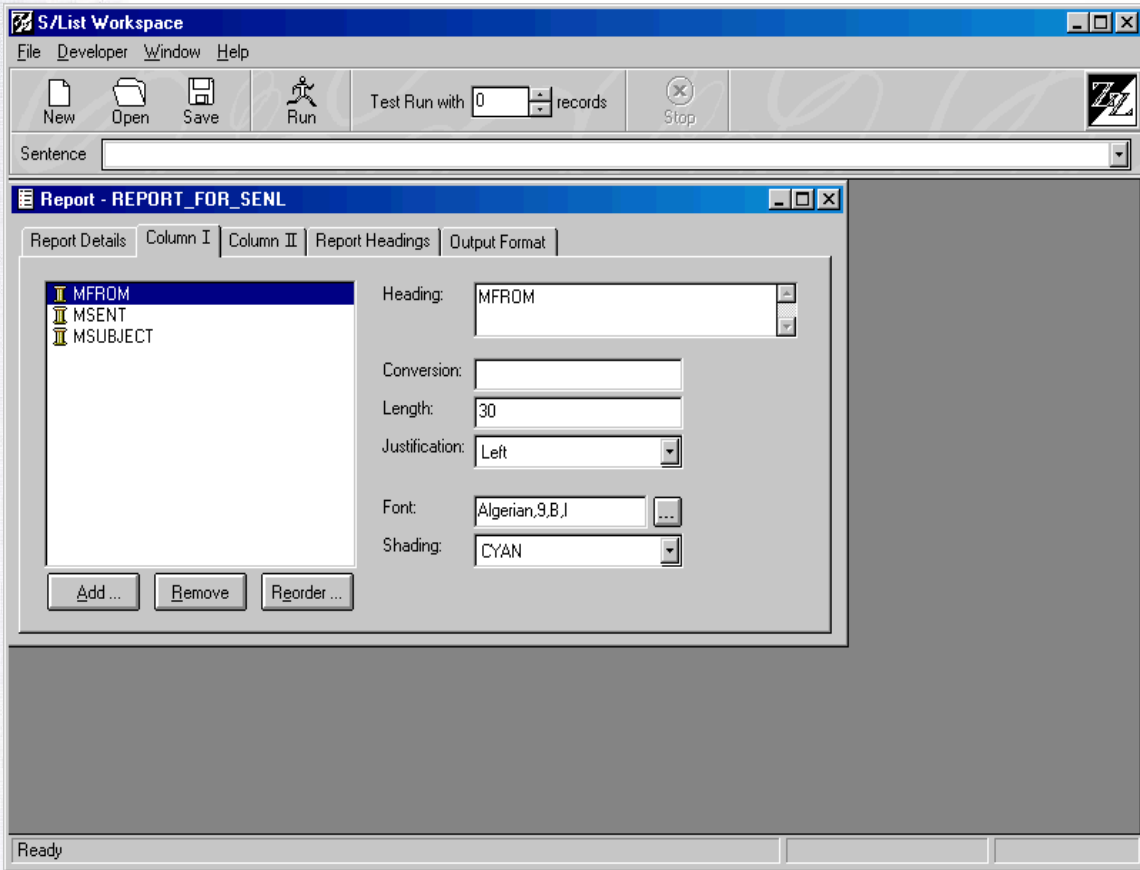 S/List Workspace
File Developer Window Help
New Open Save Run Test Run with 0 records Stop
Sentence
Report - REPORT_FOR_SENL
Report Details Column I Column II Report Headings Output Format
MFROM
MSENT
MSUBJECT
Heading: MFROM
Conversion:
Length: 30
Justification: Left
Font: Algerian,9,B,I ...
Shading: CYAN
Add ... Remove Reorder ...
Ready